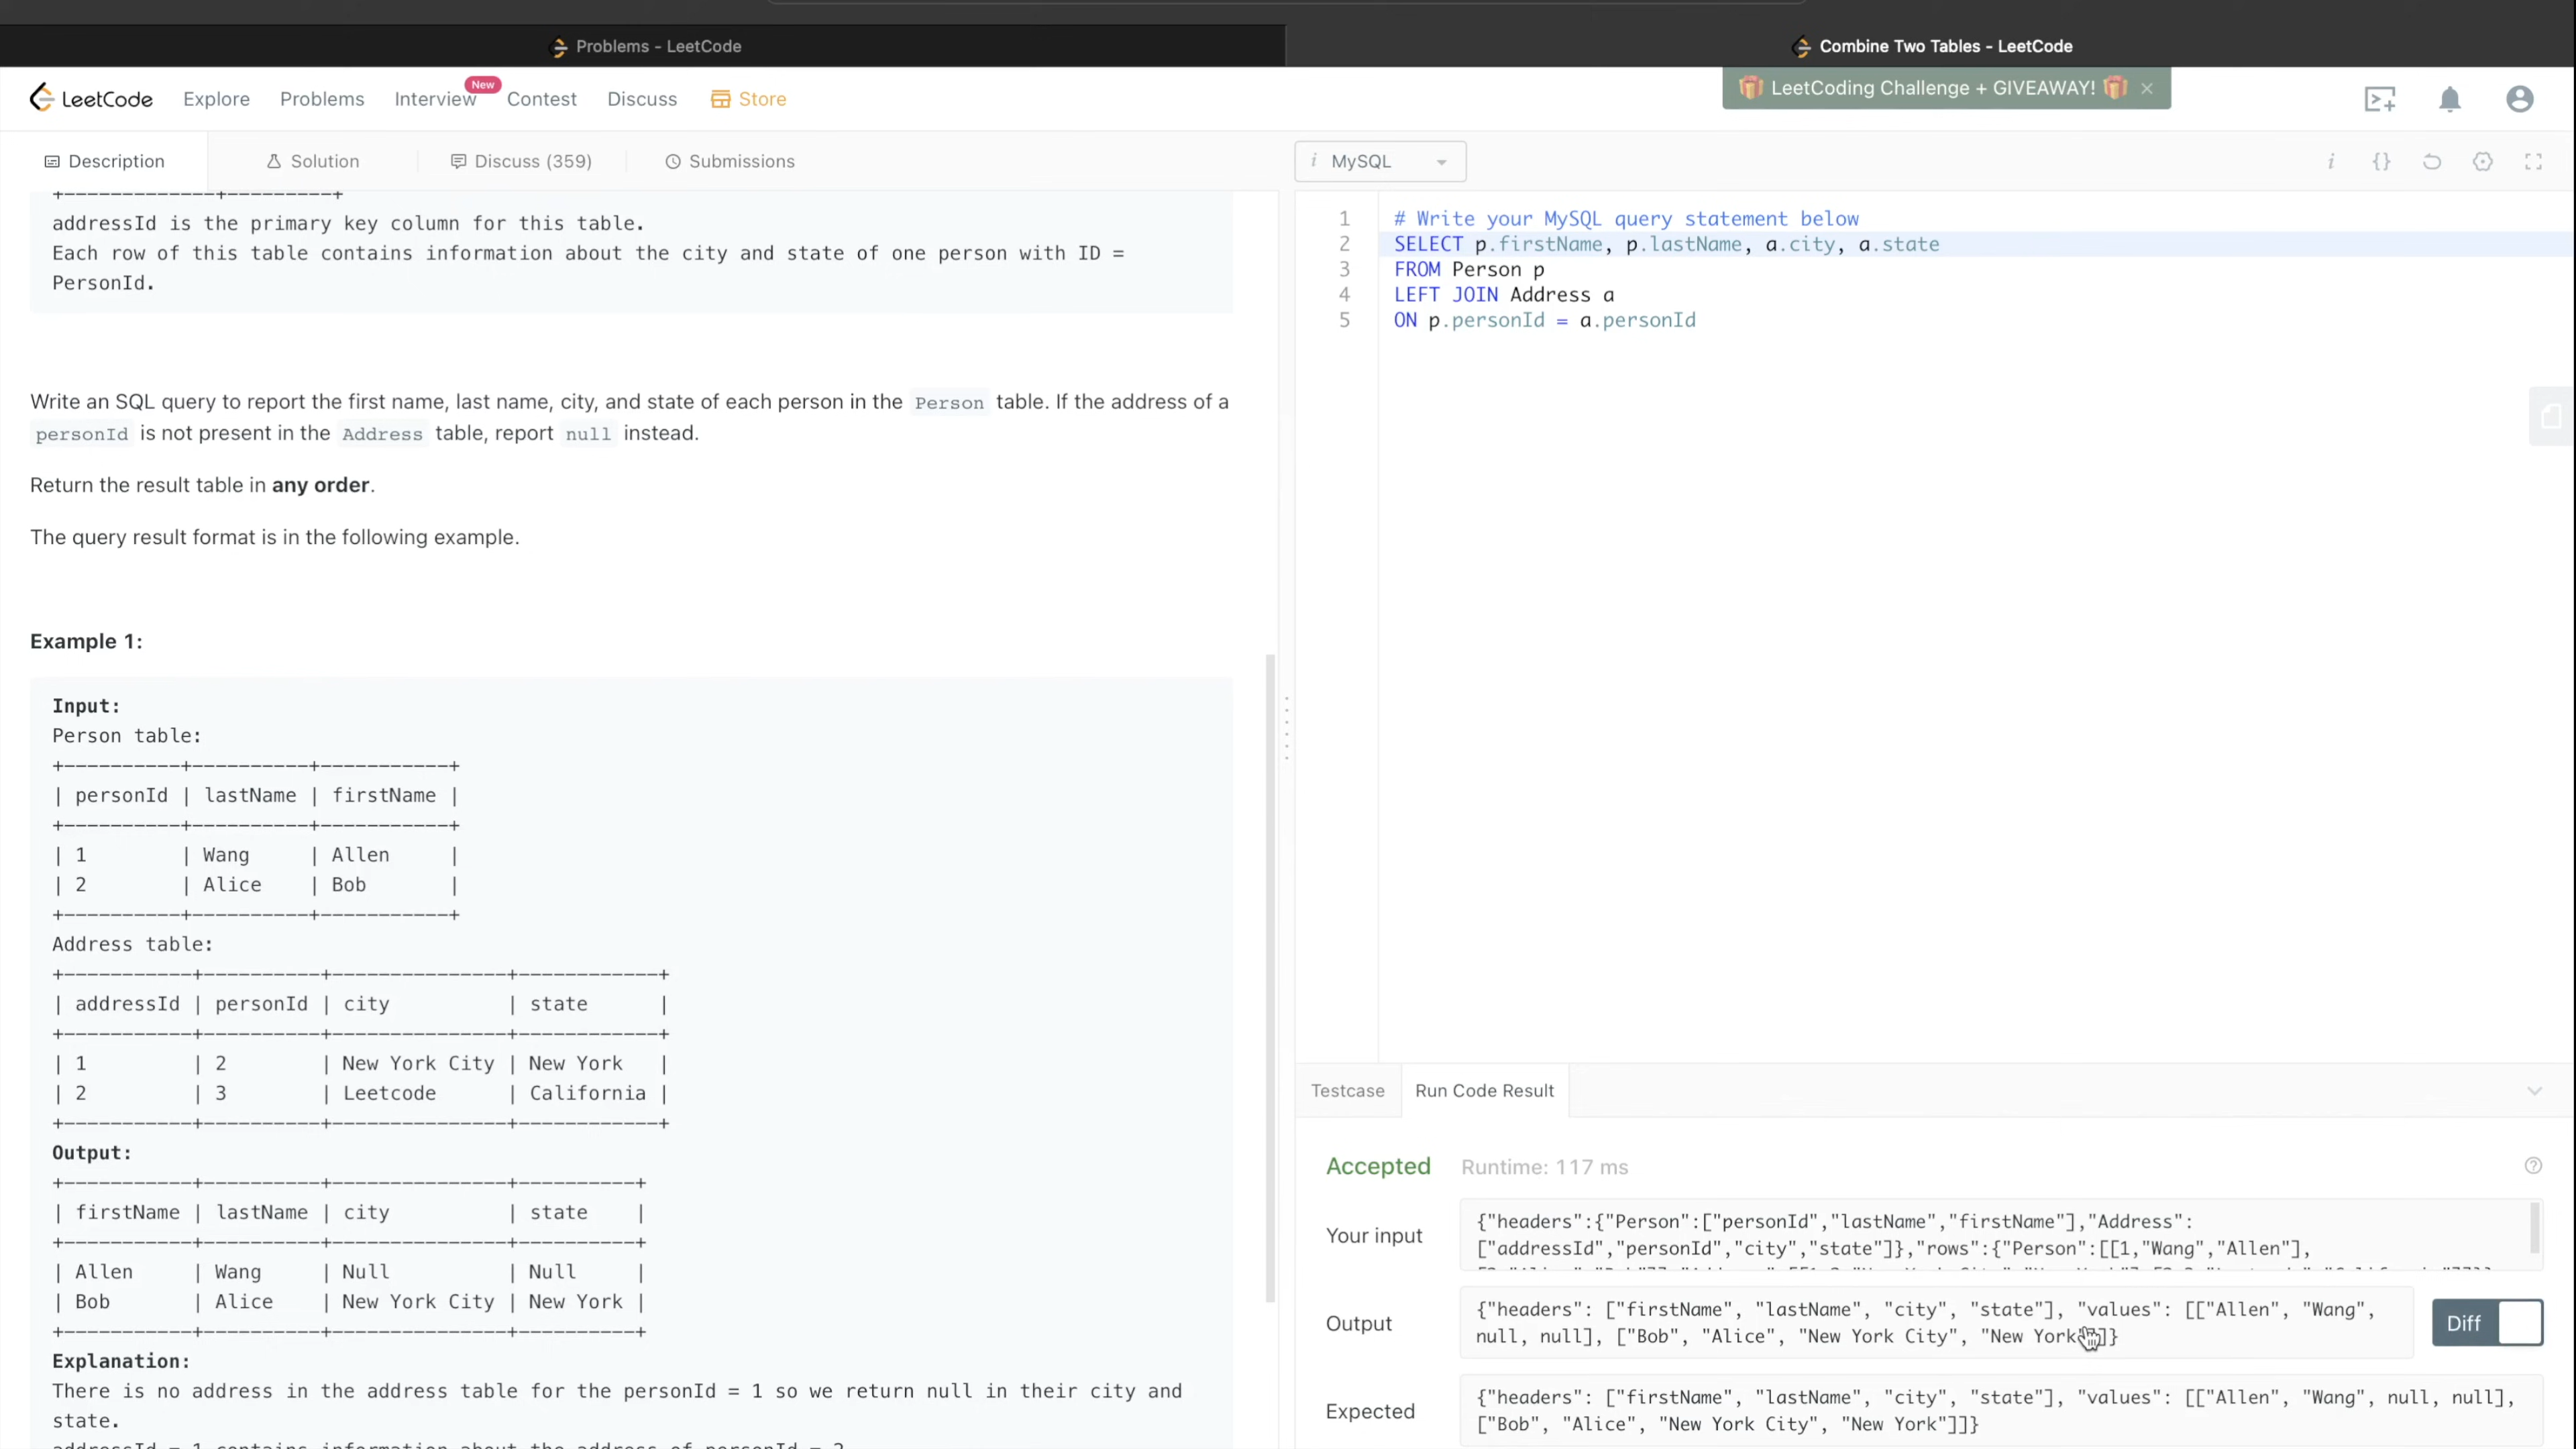 Problems - LeetCode
Combine Two Tables - LeetCode
LeetCode Explore Problems Interview New Contest Discuss Store
LeetCoding Challenge + GIVEAWAY!
Description Solution Discuss (359) Submissions
addressId is the primary key column for this table.
Each row of this table contains information about the city and state of one person with ID =
PersonId.
Write an SQL query to report the first name, last name, city, and state of each person in the Person table. If the address of a
personId is not present in the Address table, report null instead.
Return the result table in any order.
The query result format is in the following example.
Example 1:
Input:
Person table:
+----------+----------+-----------+
| personId | lastName | firstName |
+----------+----------+-----------+
| 1 | Wang | Allen |
| 2 | Alice | Bob |
+----------+----------+-----------+
Address table:
+-----------+----------+---------------+------------+
| addressId | personId | city | state |
+-----------+----------+---------------+------------+
| 1 | 2 | New York City | New York |
| 2 | 3 | Leetcode | California |
+-----------+----------+---------------+------------+
Output:
+-----------+----------+---------------+----------+
| firstName | lastName | city | state |
+-----------+----------+---------------+----------+
| Allen | Wang | Null | Null |
| Bob | Alice | New York City | New York |
+-----------+----------+---------------+----------+
Explanation:
There is no address in the address table for the personId = 1 so we return null in their city and
state.
addressId = 1 contains information about the address of personId = 2
MySQL
1 # Write your MySQL query statement below
2 SELECT p.firstName, p.lastName, a.city, a.state
3 FROM Person p
4 LEFT JOIN Address a
5 ON p.personId = a.personId
Testcase Run Code Result
Accepted Runtime: 117 ms
Your input
{"headers":{"Person":["personId","lastName","firstName"],"Address":
["addressId","personId","city","state"]},"rows":{"Person":[[1,"Wang","Allen"],
Output
{"headers": ["firstName", "lastName", "city", "state"], "values": [["Allen", "Wang",
null, null], ["Bob", "Alice", "New York City", "New York"]]}
Diff
Expected
{"headers": ["firstName", "lastName", "city", "state"], "values": [["Allen", "Wang", null, null],
["Bob", "Alice", "New York City", "New York"]]}